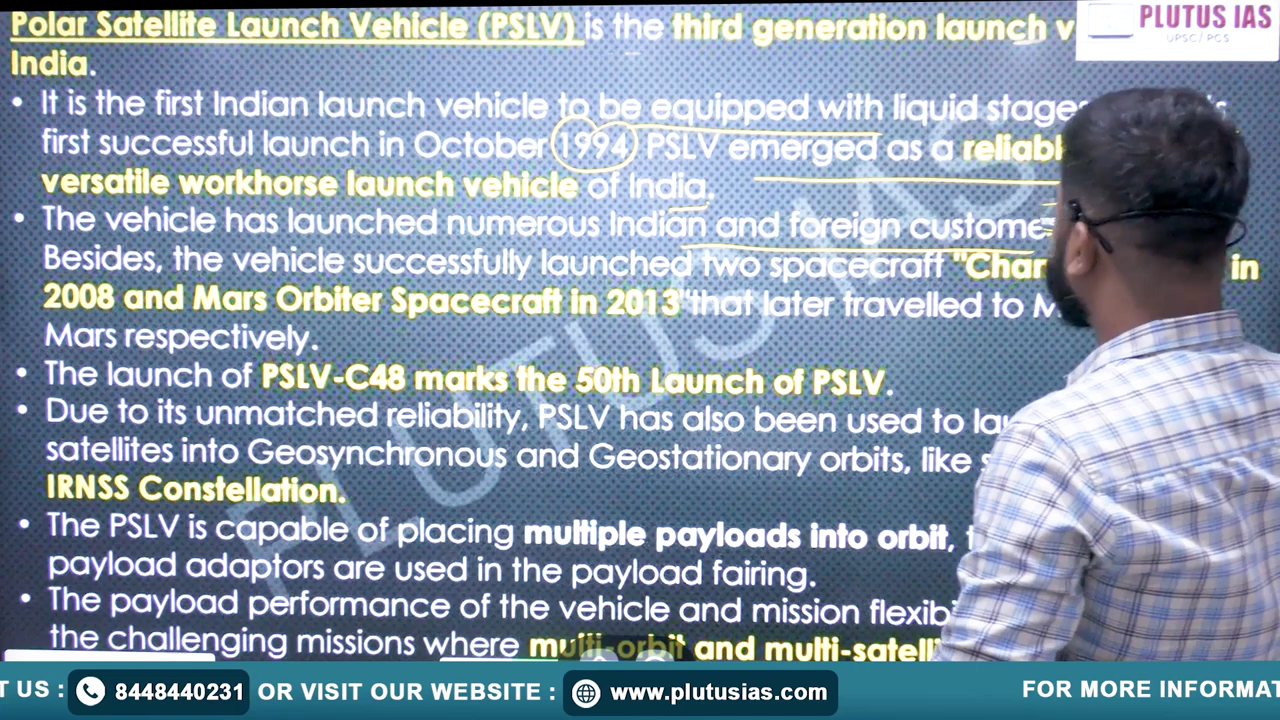 Polar Satellite Launch Vehicle (PSLV) is the third generation launch
PLUTUS IAS
UPSC/ PCS
India.
• It is the first Indian launch vehicle to be equipped with liquid stages
first successful launch in October 1994, PSLV emerged as a
versatile workhorse launch vehicle of India.
• The vehicle has launched numerous Indian and foreign
Besides, the vehicle successfully launched two spacecraft " in
2008 and Mars Orbiter Spacecraft in 2013"that later travelled to
Mars respectively.
• The launch of PSLV-C48 marks the 50th Launch of PSLV.
• Due to its unmatched reliability, PSLV has also been used to
satellites into Geosynchronous and Geostationary orbits, like
IRNSS Constellation.
• The PSLV is capable of placing multiple payloads into orbit,
payload adaptors are used in the payload fairing.
• The payload performance of the vehicle and mission
the challenging missions where multi-orbit and
PLUTUS IAS
T US : 8448440231 OR VISIT OUR WEBSITE : www.plutusias.com FOR MORE INFORMAT